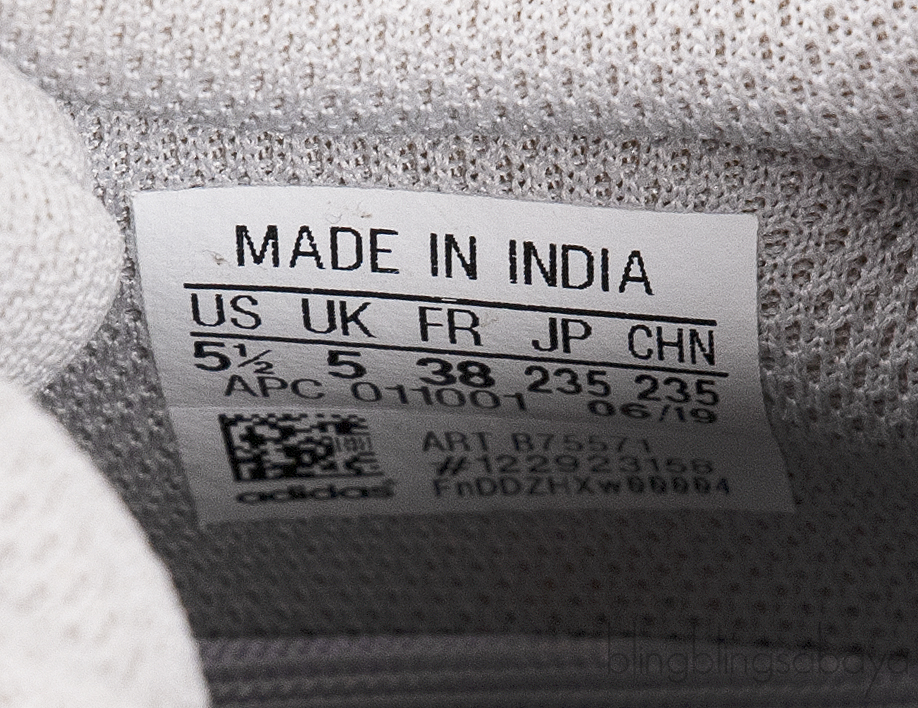 MADE IN INDIA
US UK FR JP CHN
5½ 5 38 235 235
APC 011001 06/19
ART B75571
#122923158
FnDDZHXw00004
adidas
blingblingsabaya